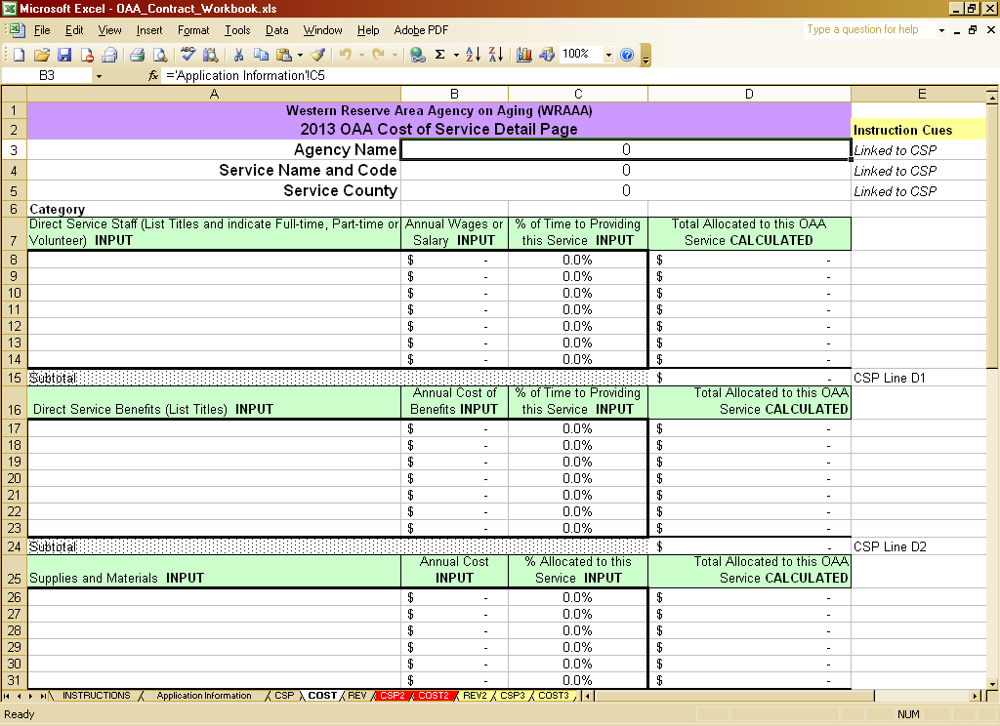 Microsoft Excel - OAA_Contract_Workbook.xls
File Edit View Insert Format Tools Data Window Help Adobe PDF Type a question for help
Σ 100%
B3 fx ='Application Information'!C5
A B C D E
1 Western Reserve Area Agency on Aging (WRAAA)
2 2013 OAA Cost of Service Detail Page Instruction Cues
3 Agency Name 0 Linked to CSP
4 Service Name and Code 0 Linked to CSP
5 Service County 0 Linked to CSP
6 Category
Direct Service Staff (List Titles and indicate Full-time, Part-time or Annual Wages or % of Time to Providing Total Allocated to this OAA
7 Volunteer) INPUT Salary INPUT this Service INPUT Service CALCULATED
8 $ - 0.0% $ -
9 $ - 0.0% $ -
10 $ - 0.0% $ -
11 $ - 0.0% $ -
12 $ - 0.0% $ -
13 $ - 0.0% $ -
14 $ - 0.0% $ -
15 Subtotal $ - CSP Line D1
Annual Cost of % of Time to Providing Total Allocated to this OAA
16 Direct Service Benefits (List Titles) INPUT Benefits INPUT this Service INPUT Service CALCULATED
17 $ - 0.0% $ -
18 $ - 0.0% $ -
19 $ - 0.0% $ -
20 $ - 0.0% $ -
21 $ - 0.0% $ -
22 $ - 0.0% $ -
23 $ - 0.0% $ -
24 Subtotal $ - CSP Line D2
Annual Cost % Allocated to this Total Allocated to this OAA
25 Supplies and Materials INPUT INPUT Service INPUT Service CALCULATED
26 $ - 0.0% $ -
27 $ - 0.0% $ -
28 $ - 0.0% $ -
29 $ - 0.0% $ -
30 $ - 0.0% $ -
31 $ - 0.0% $ -
INSTRUCTIONS Application Information CSP COST REV CSP2 COST2 REV2 CSP3 COST3
Ready NUM